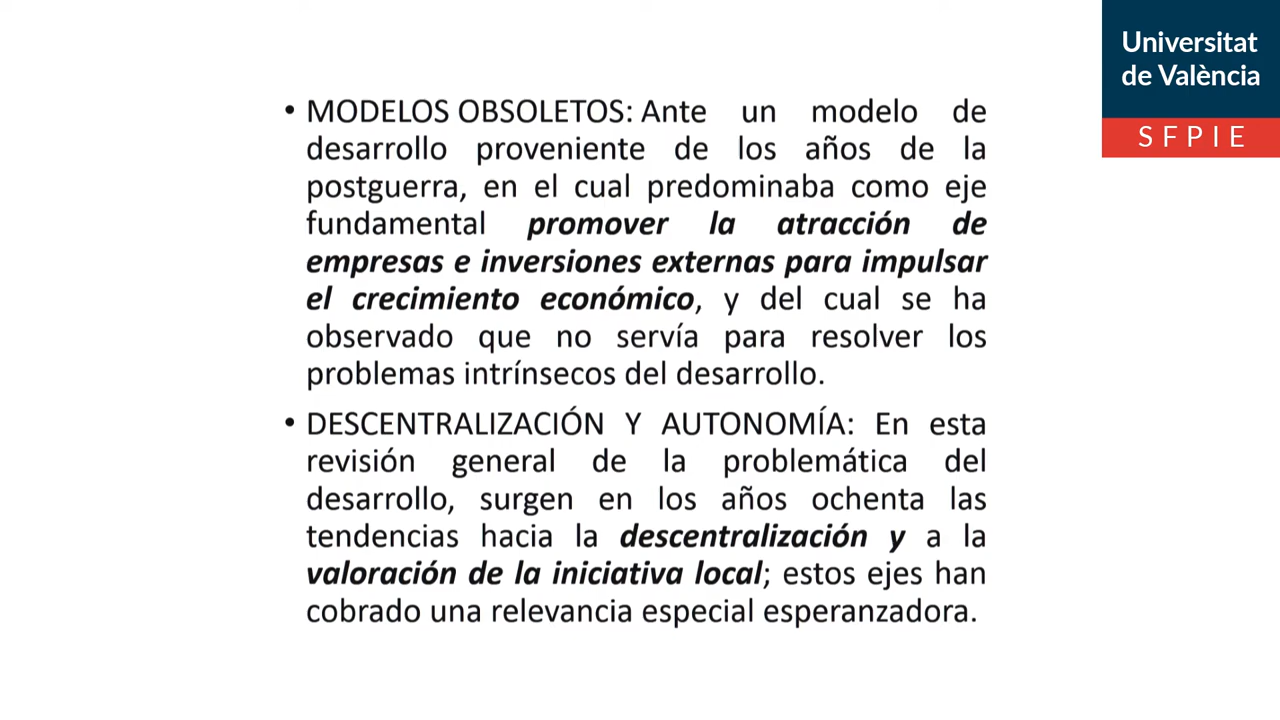 Universitat
de València
SFPIE
• MODELOS OBSOLETOS: Ante un modelo de
desarrollo proveniente de los años de la
postguerra, en el cual predominaba como eje
fundamental promover la atracción de
empresas e inversiones externas para impulsar
el crecimiento económico, y del cual se ha
observado que no servía para resolver los
problemas intrínsecos del desarrollo.
• DESCENTRALIZACIÓN Y AUTONOMÍA: En esta
revisión general de la problemática del
desarrollo, surgen en los años ochenta las
tendencias hacia la descentralización y a la
valoración de la iniciativa local; estos ejes han
cobrado una relevancia especial esperanzadora.